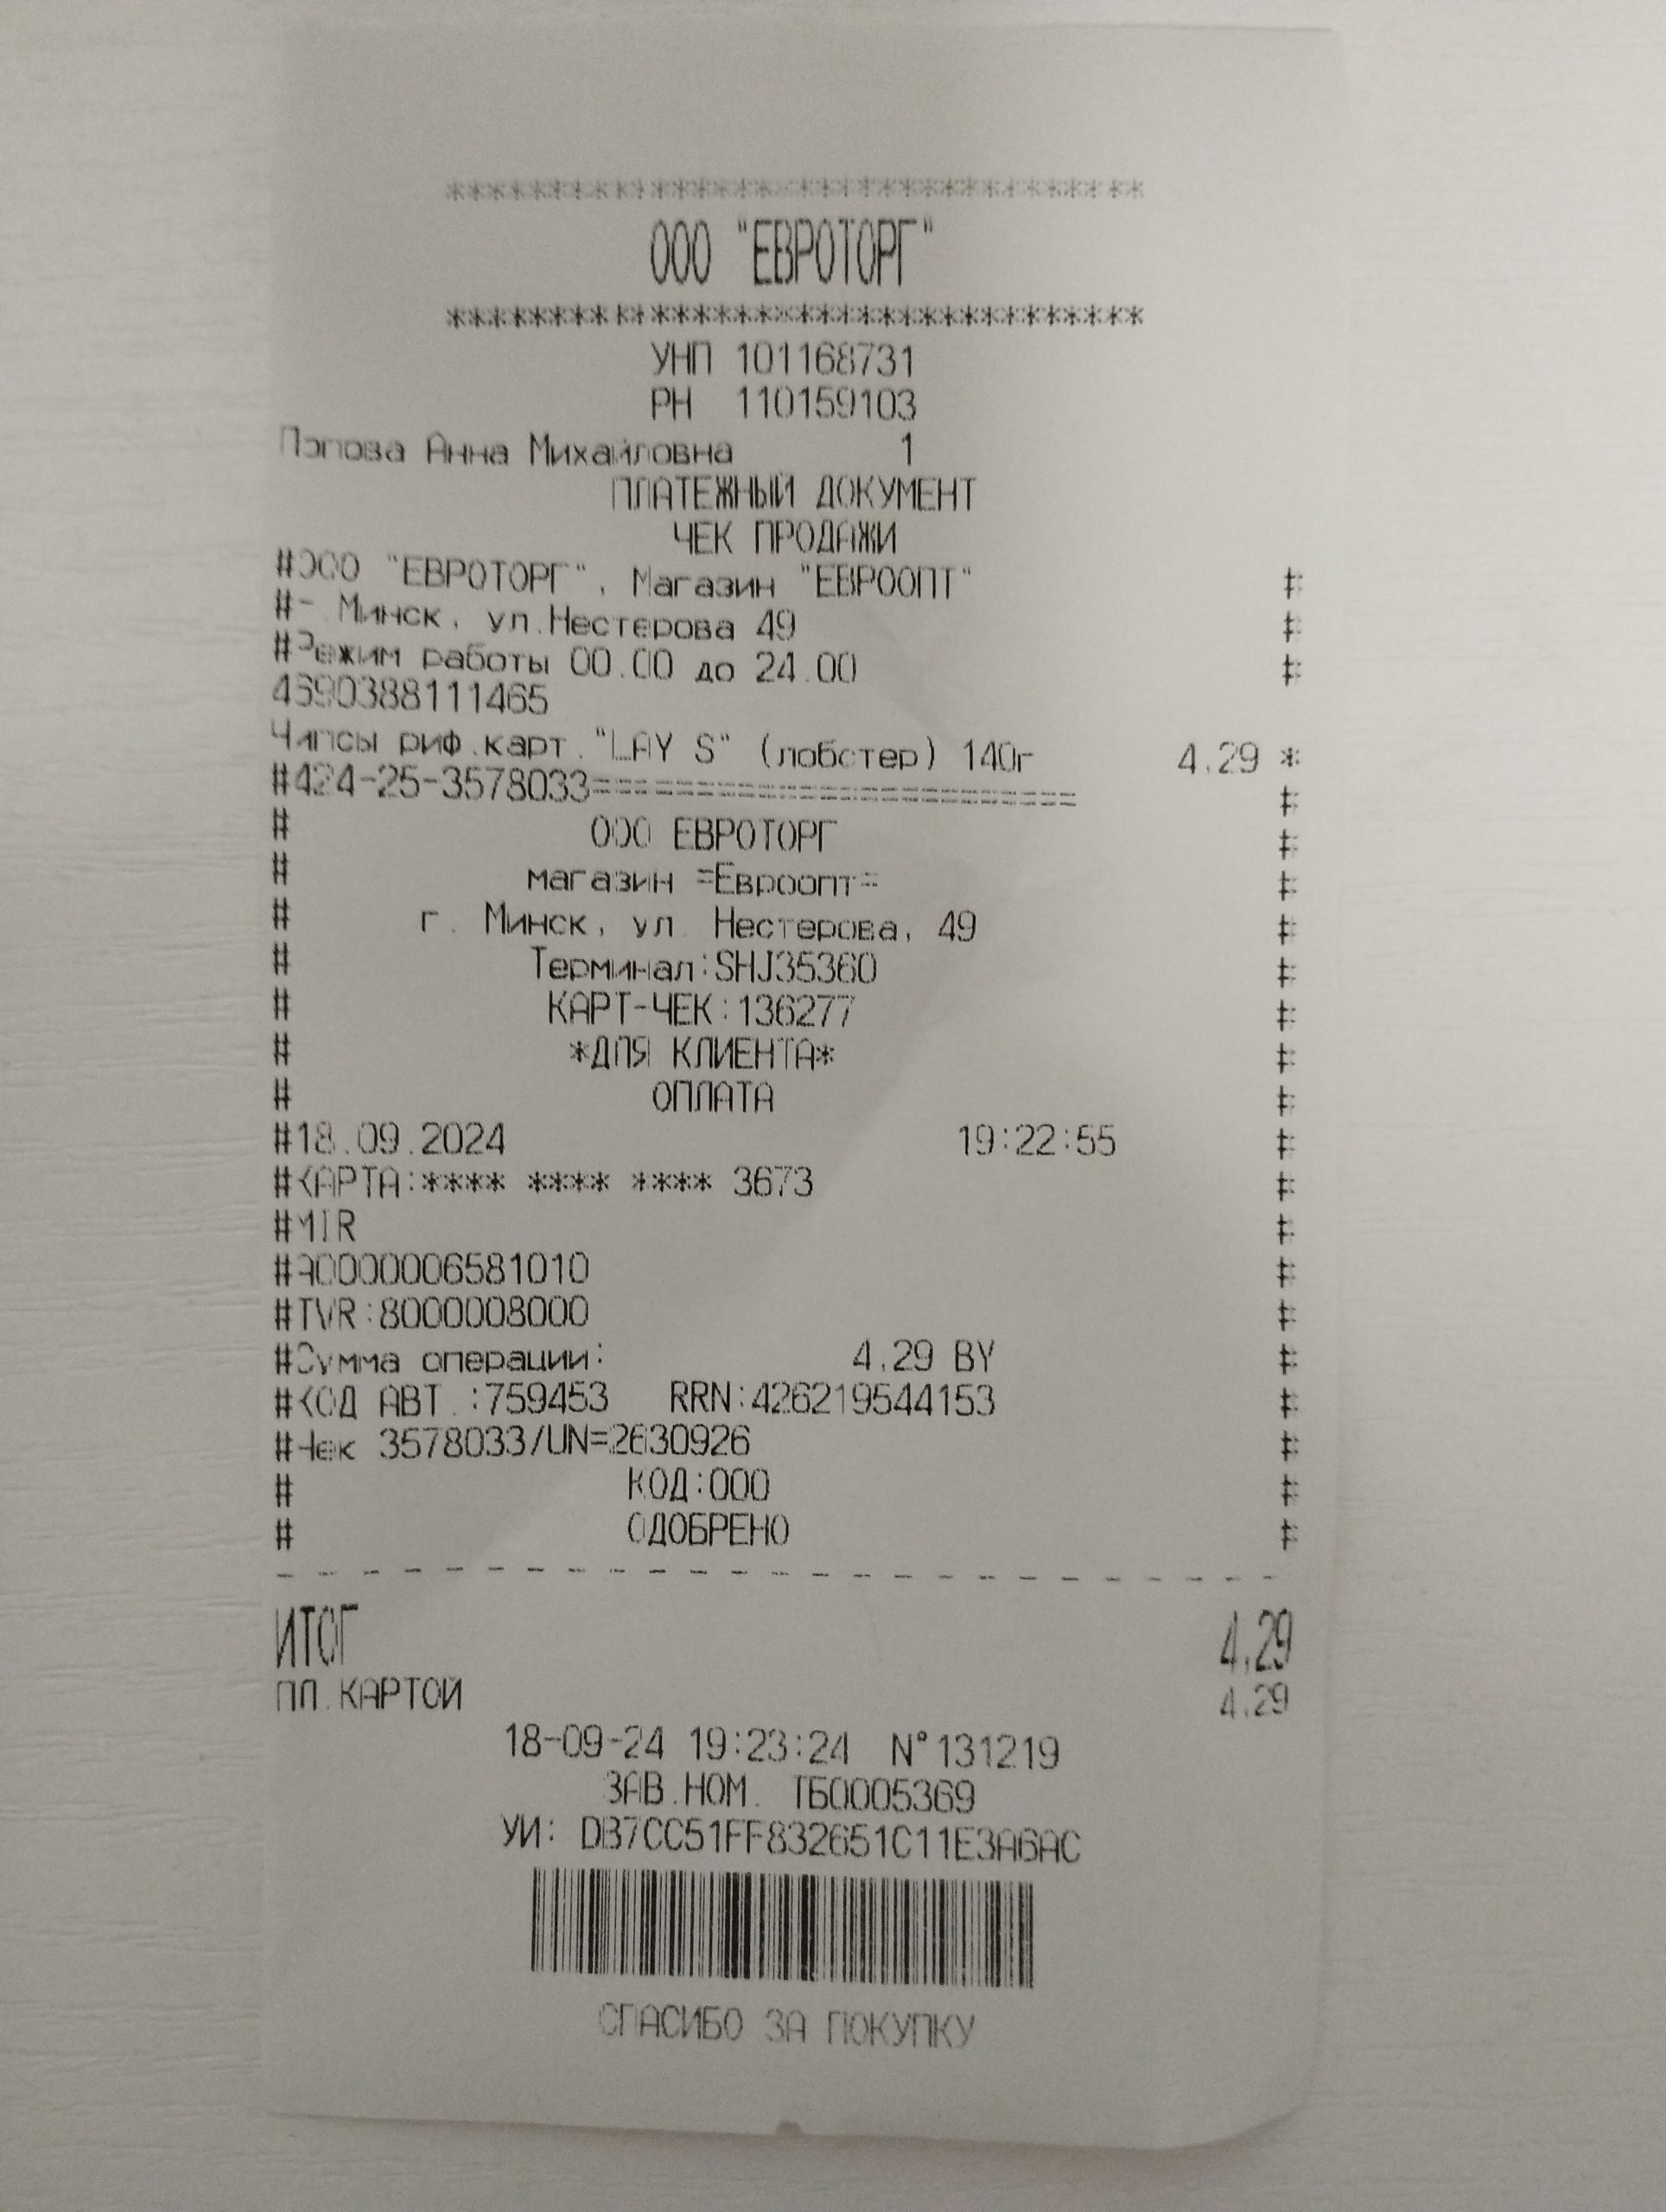 **********************************
ООО "ЕВРОТОРГ"
**********************************
УНП 101168731
РН 110159103
Попова Анна Михайловна 1
ПЛАТЕЖНЫЙ ДОКУМЕНТ
ЧЕК ПРОДАЖИ
#ООО "ЕВРОТОРГ", Магазин "ЕВРООПТ" #
#- Минск, ул.Нестерова 49 #
#Режим работы 00.00 до 24.00 #
4690388111465
Чипсы риф.карт."LAY S" (лобстер) 140г 4.29 *
#424-25-3578033======================= #
# ООО ЕВРОТОРГ #
# магазин =Евроопт= #
# г. Минск, ул. Нестерова, 49 #
# Терминал:SHJ35360 #
# КАРТ-ЧЕК:136277 #
# *ДЛЯ КЛИЕНТА* #
# ОПЛАТА #
#18.09.2024 19:22:55 #
#КАРТА:**** **** **** 3673 #
#MIR #
#A0000006581010 #
#TVR:8000008000 #
#Сумма операции: 4.29 BY #
#КОД АВТ.:759453 RRN:426219544153 #
#Чек 3578033/UN=2630926 #
# КОД:000 #
# ОДОБРЕНО #
- - - - - - - - - - - - - - - - - - - - - - - -
ИТОГ 4.29
ПЛ.КАРТОЙ 4.29
18-09-24 19:23:24 N°131219
ЗАВ.НОМ. ТБ0005369
УИ: DB7CC51FF832651C11E3A6AC
СПАСИБО ЗА ПОКУПКУ